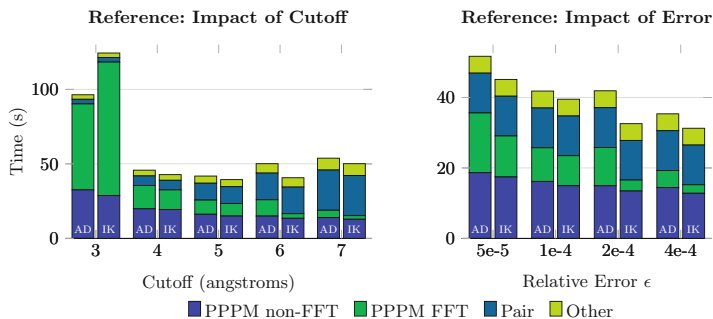 Reference: Impact of Cutoff
Time (s)
100
50
0
AD IK AD IK AD IK AD IK AD IK
3 4 5 6 7
Cutoff (angstroms)
Reference: Impact of Error
40
20
0
AD IK AD IK AD IK AD IK
5e-5 1e-4 2e-4 4e-4
Relative Error ϵ
PPPM non-FFT PPPM FFT Pair Other